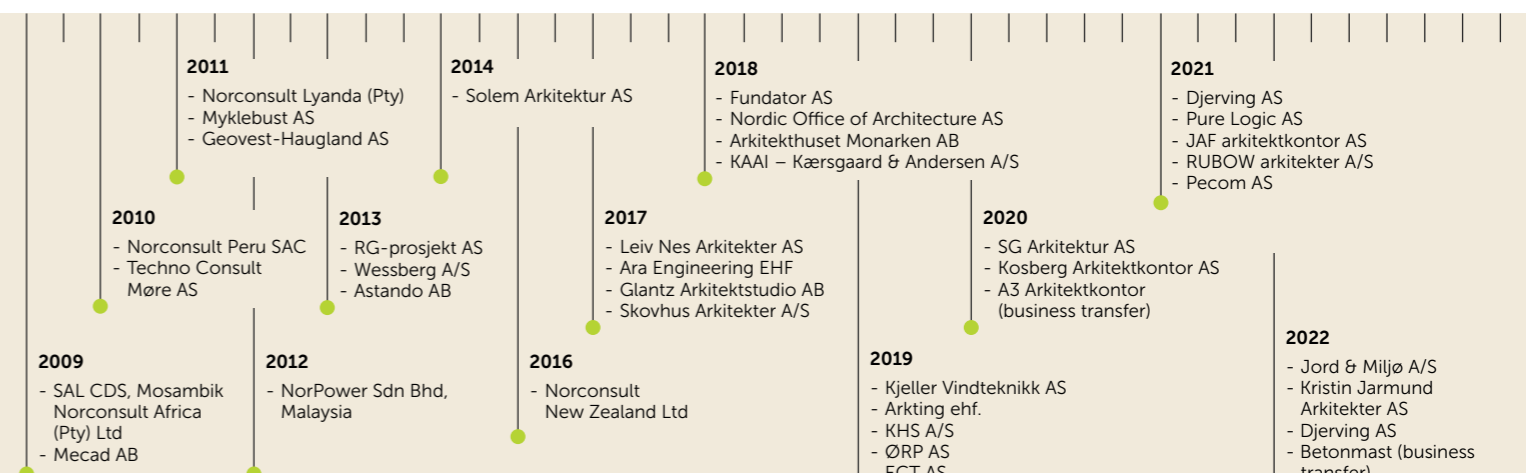 2011
- Norconsult Lyanda (Pty)
- Myklebust AS
- Geovest-Haugland AS
2014
- Solem Arkitektur AS
2018
- Fundator AS
- Nordic Office of Architecture AS
- Arkitekthuset Monarken AB
- KAAI – Kærsgaard & Andersen A/S
2021
- Djerving AS
- Pure Logic AS
- JAF arkitektkontor AS
- RUBOW arkitekter A/S
- Pecom AS
2010
- Norconsult Peru SAC
- Techno Consult
Møre AS
2013
- RG-prosjekt AS
- Wessberg A/S
- Astando AB
2017
- Leiv Nes Arkitekter AS
- Ara Engineering EHF
- Glantz Arkitektstudio AB
- Skovhus Arkitekter A/S
2020
- SG Arkitektur AS
- Kosberg Arkitektkontor AS
- A3 Arkitektkontor
(business transfer)
2009
- SAL CDS, Mosambik
Norconsult Africa
(Pty) Ltd
- Mecad AB
2012
- NorPower Sdn Bhd,
Malaysia
2016
- Norconsult
New Zealand Ltd
2019
- Kjeller Vindteknikk AS
- Arkting ehf.
- KHS A/S
- ØRP AS
2022
- Jord & Miljø A/S
- Kristin Jarmund
Arkitekter AS
- Djerving AS
- Betonmast (business
transfer)